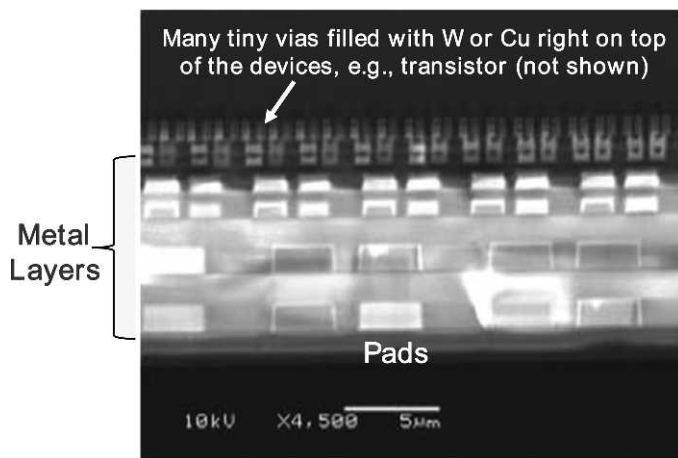 Many tiny vias filled with W or Cu right on top
of the devices, e.g., transistor (not shown)
Metal
Layers
Pads
10kV X4,500 5µm